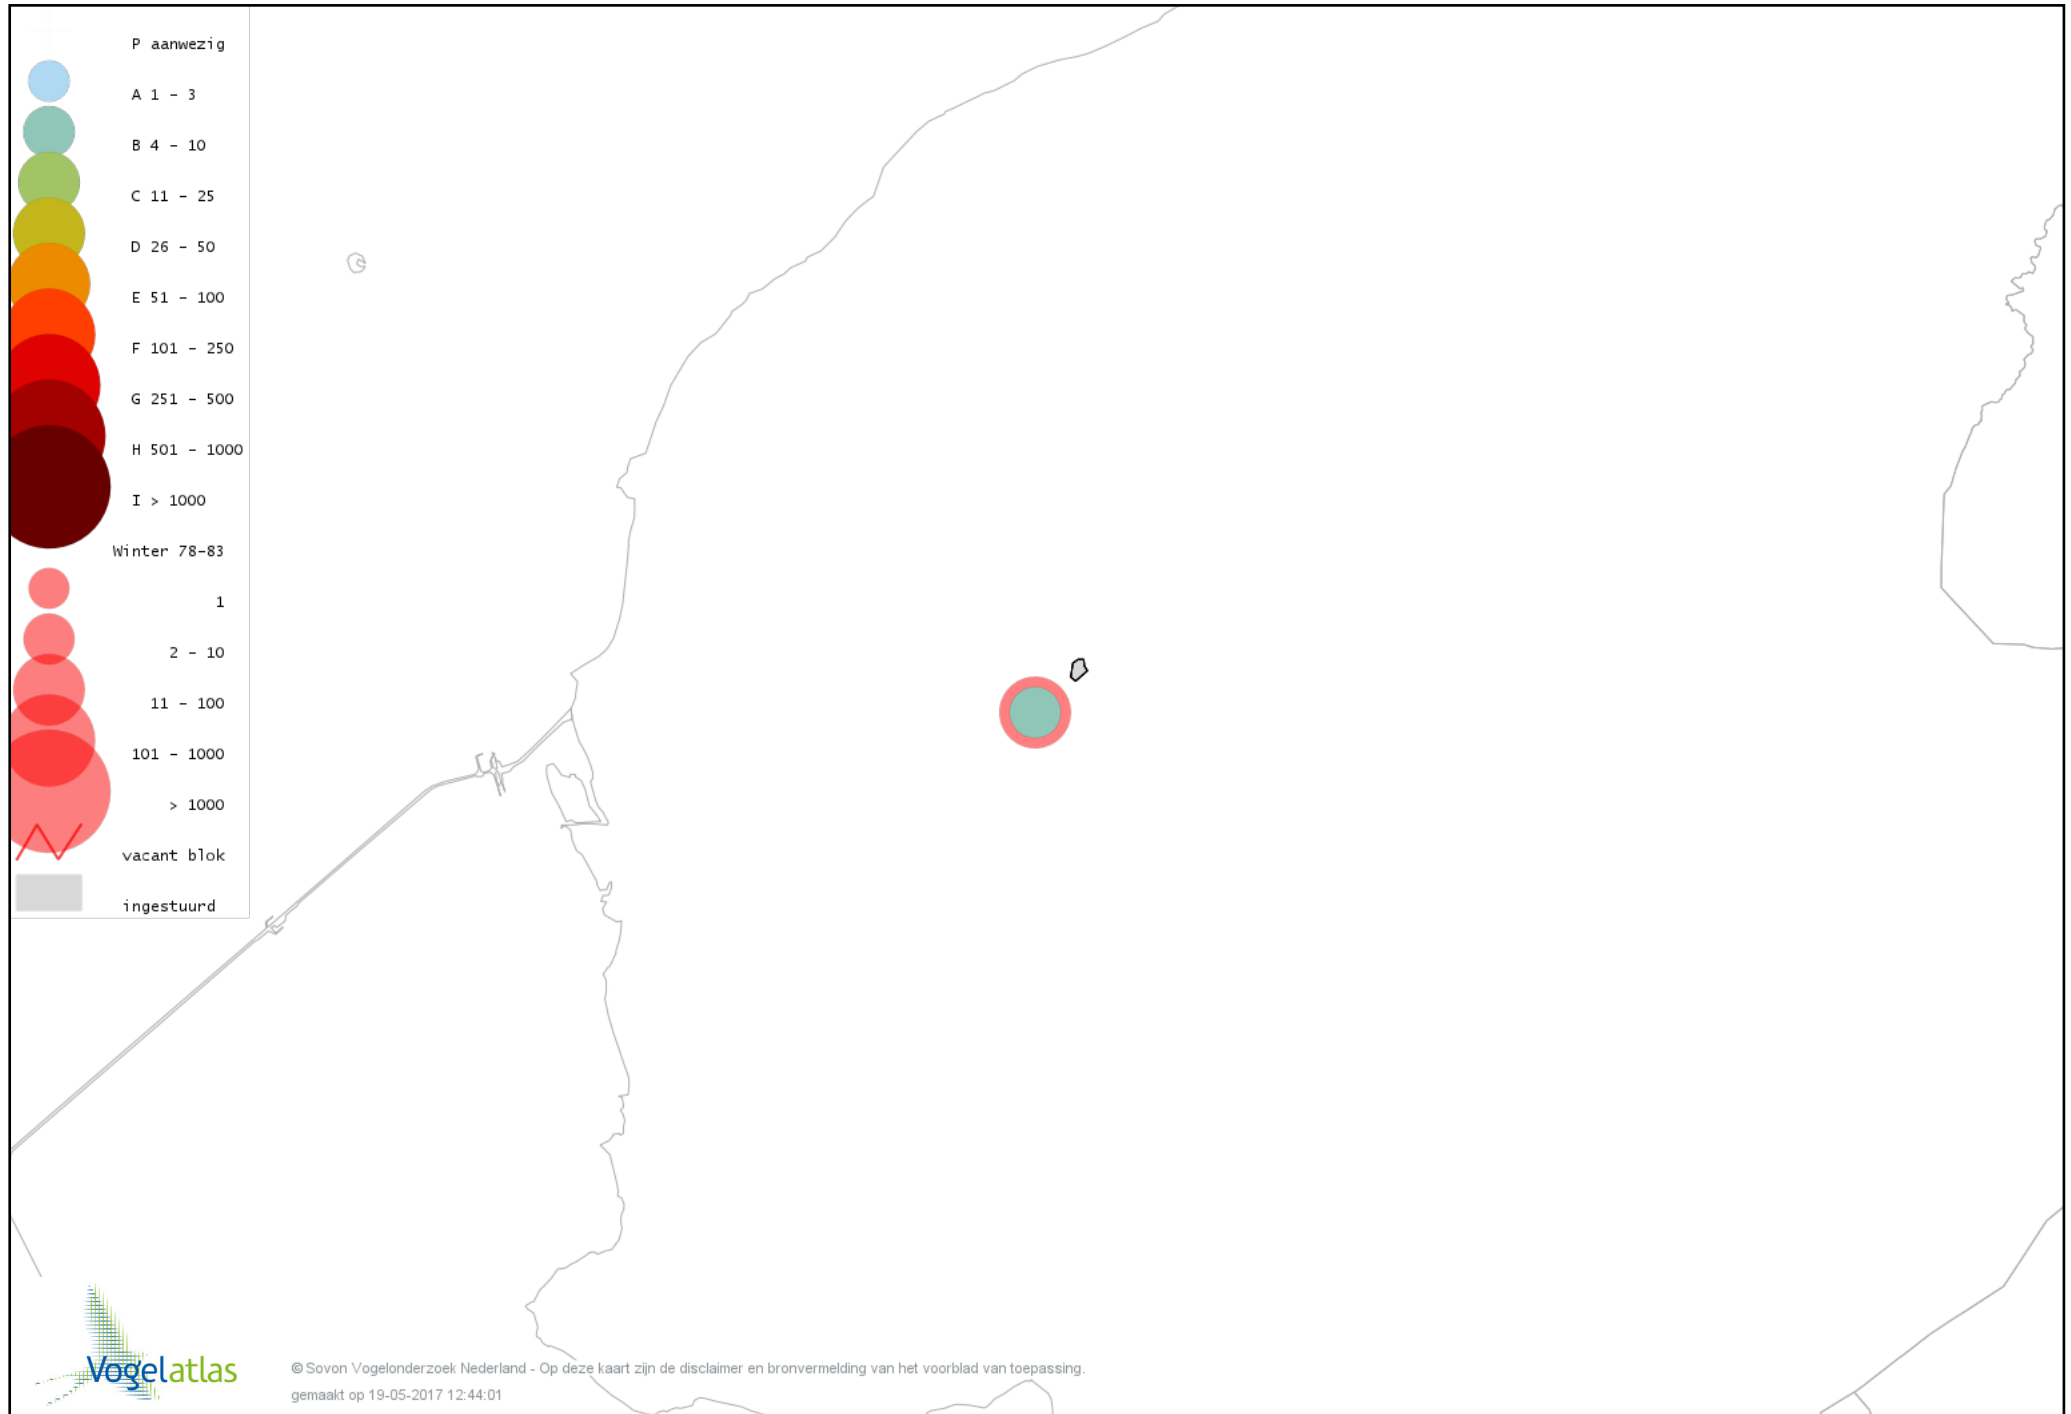 P aanwezig
A 1 - 3
B 4 - 10
C 11 - 25
D 26 - 50
E 51 - 100
F 101 - 250
G 251 - 500
H 501 - 1000
I > 1000
Winter 78-83
1
2 - 10
11 - 100
101 - 1000
> 1000
vacant blok
ingestuurd
Vogelatlas
© Sovon Vogelonderzoek Nederland - Op deze kaart zijn de disclaimer en bronvermelding van het voorblad van toepassing.
gemaakt op 19-05-2017 12:44:01